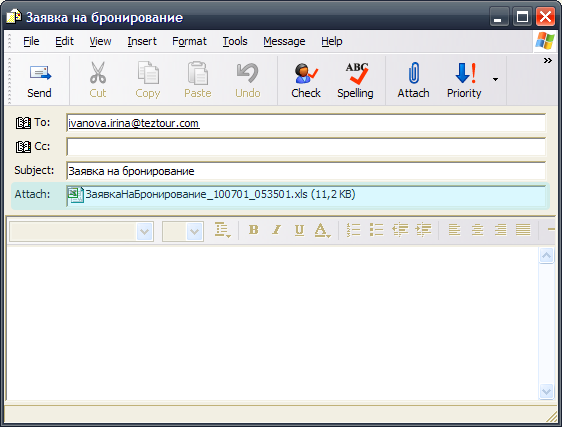 Заявка на бронирование
File Edit View Insert Format Tools Message Help
Send Cut Copy Paste Undo ABC Check Spelling Attach Priority
To: ivanova.irina@teztour.com
Cc:
Subject: Заявка на бронирование
Attach: ЗаявкаНаБронирование_100701_053501.xls (11,2 KB)
B I U A